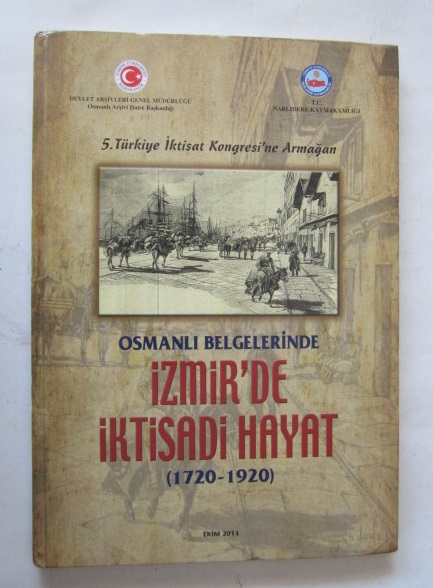 DEVLET ARŞİVLERİ GENEL MÜDÜRLÜĞÜ
Osmanlı Arşivi Daire Başkanlığı
T.C.
NARLIDERE KAYMAKAMLIĞI
5. Türkiye İktisat Kongresi'ne Armağan
OSMANLI BELGELERİNDE
İZMİR'DE
İKTİSADİ HAYAT
(1720-1920)
EKİM 2013